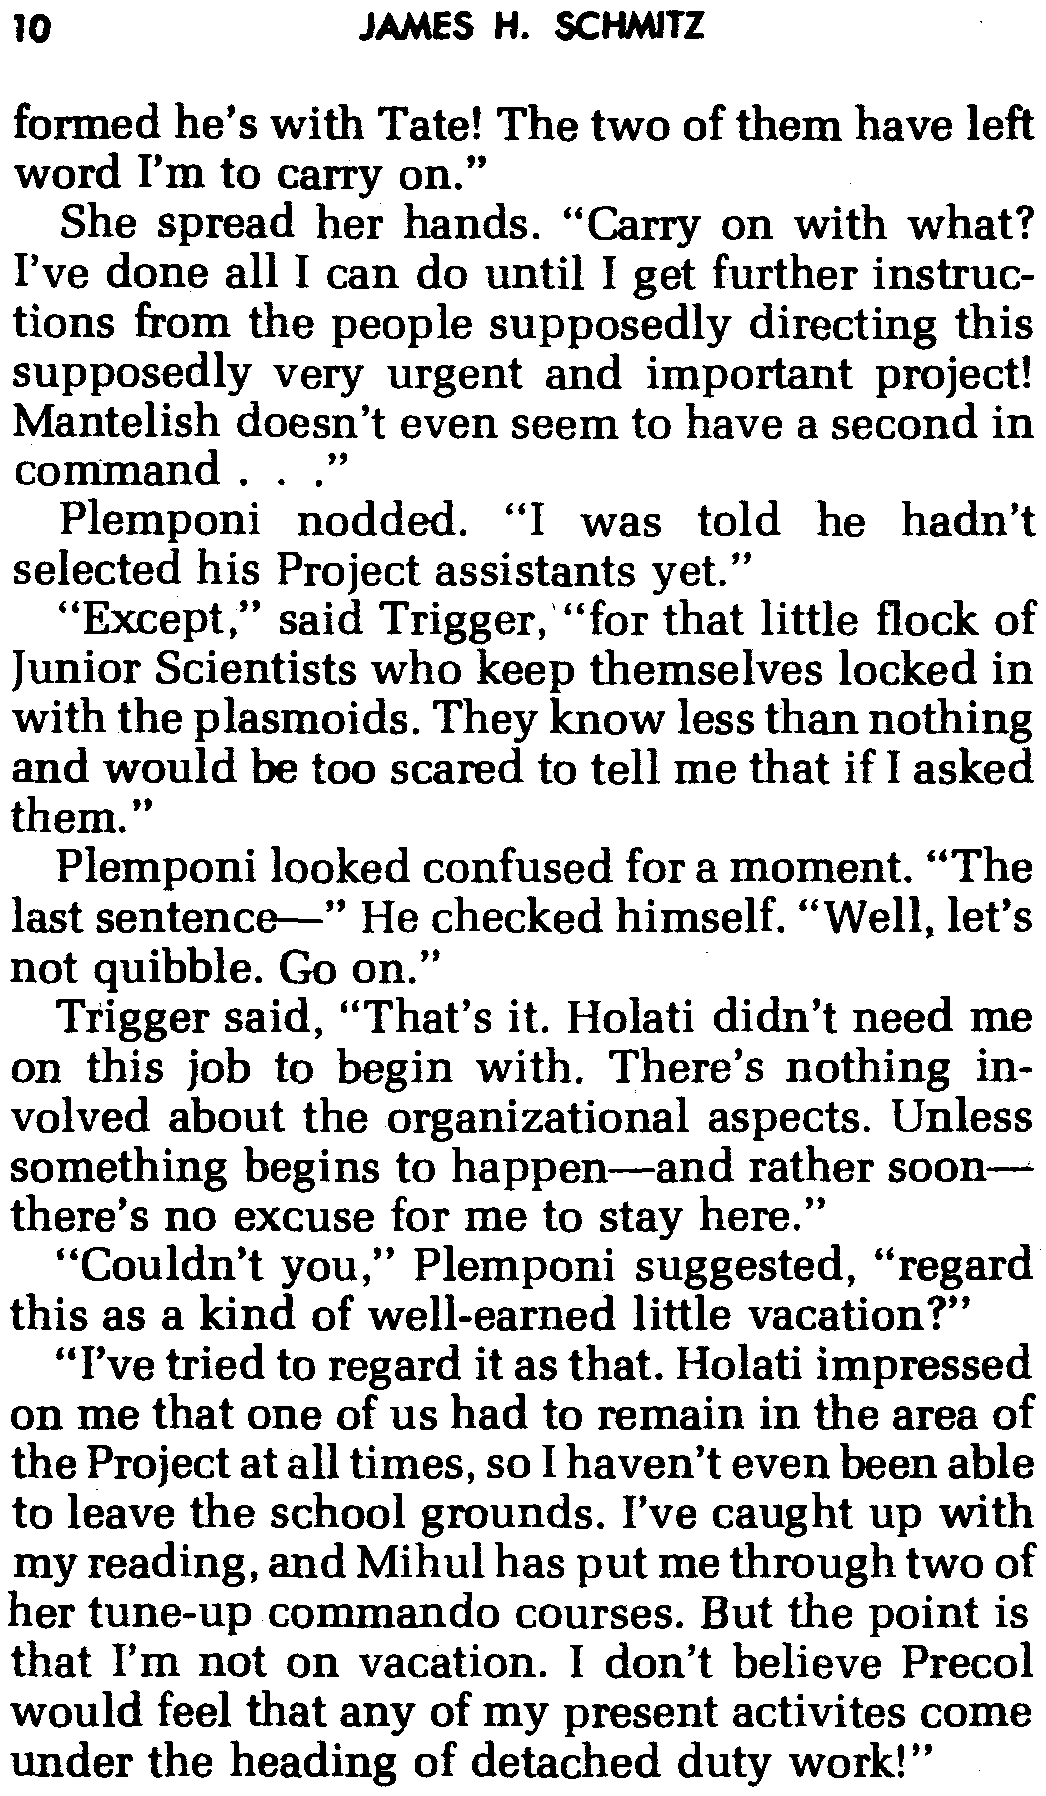 10 JAMES H. SCHMITZ
formed he's with Tate! The two of them have left
word I'm to carry on.”
She spread her hands. “Carry on with what?
I've done all I can do until I get further instruc-
tions from the people supposedly directing this
supposedly very urgent and important project!
Mantelish doesn't even seem to have a second in
command . . .”
Plemponi nodded. “I was told he hadn't
selected his Project assistants yet.”
“Except,” said Trigger, “for that little flock of
Junior Scientists who keep themselves locked in
with the plasmoids. They know less than nothing
and would be too scared to tell me that if I asked
them.”
Plemponi looked confused for a moment. “The
last sentence—” He checked himself. “Well, let's
not quibble. Go on.”
Trigger said, “That's it. Holati didn't need me
on this job to begin with. There's nothing in-
volved about the organizational aspects. Unless
something begins to happen—and rather soon—
there's no excuse for me to stay here.”
“Couldn't you,” Plemponi suggested, “regard
this as a kind of well-earned little vacation?”
“I've tried to regard it as that. Holati impressed
on me that one of us had to remain in the area of
the Project at all times, so I haven't even been able
to leave the school grounds. I've caught up with
my reading, and Mihul has put me through two of
her tune-up commando courses. But the point is
that I'm not on vacation. I don't believe Precol
would feel that any of my present activites come
under the heading of detached duty work!”